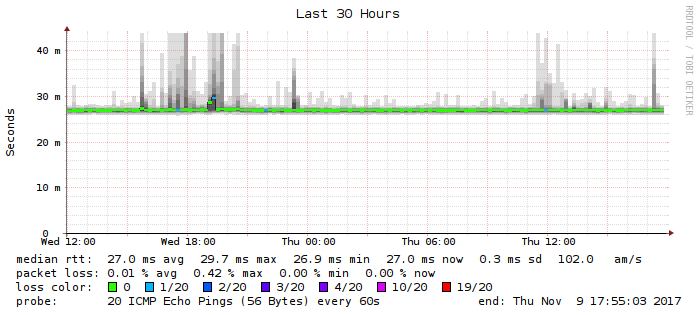 Last 30 Hours
RRDTOOL / TOBI OETIKER
Seconds
40 m
30 m
20 m
10 m
0
Wed 12:00 Wed 18:00 Thu 00:00 Thu 06:00 Thu 12:00
median rtt: 27.0 ms avg 29.7 ms max 26.9 ms min 27.0 ms now 0.3 ms sd 102.0 am/s
packet loss: 0.01 % avg 0.42 % max 0.00 % min 0.00 % now
loss color: 0 1/20 2/20 3/20 4/20 10/20 19/20
probe: 20 ICMP Echo Pings (56 Bytes) every 60s end: Thu Nov 9 17:55:03 2017